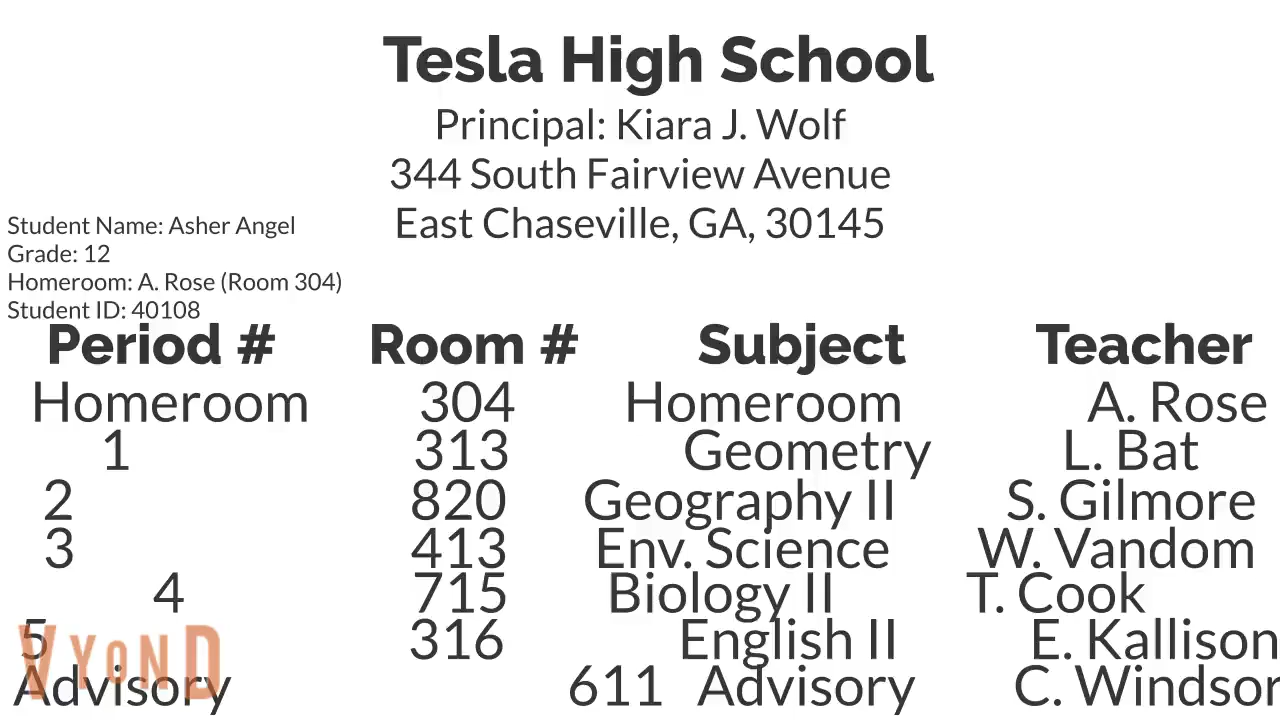 Tesla High School
Principal: Kiara J. Wolf
344 South Fairview Avenue
East Chaseville, GA, 30145
Student Name: Asher Angel
Grade: 12
Homeroom: A. Rose (Room 304)
Student ID: 40108
Period # Room # Subject Teacher
Homeroom 304 Homeroom A. Rose
1 313 Geometry L. Bat
2 820 Geography II S. Gilmore
3 413 Env. Science W. Vandom
4 715 Biology II T. Cook
5 316 English II E. Kallison
Advisory 611 Advisory C. Windsor
VYOND